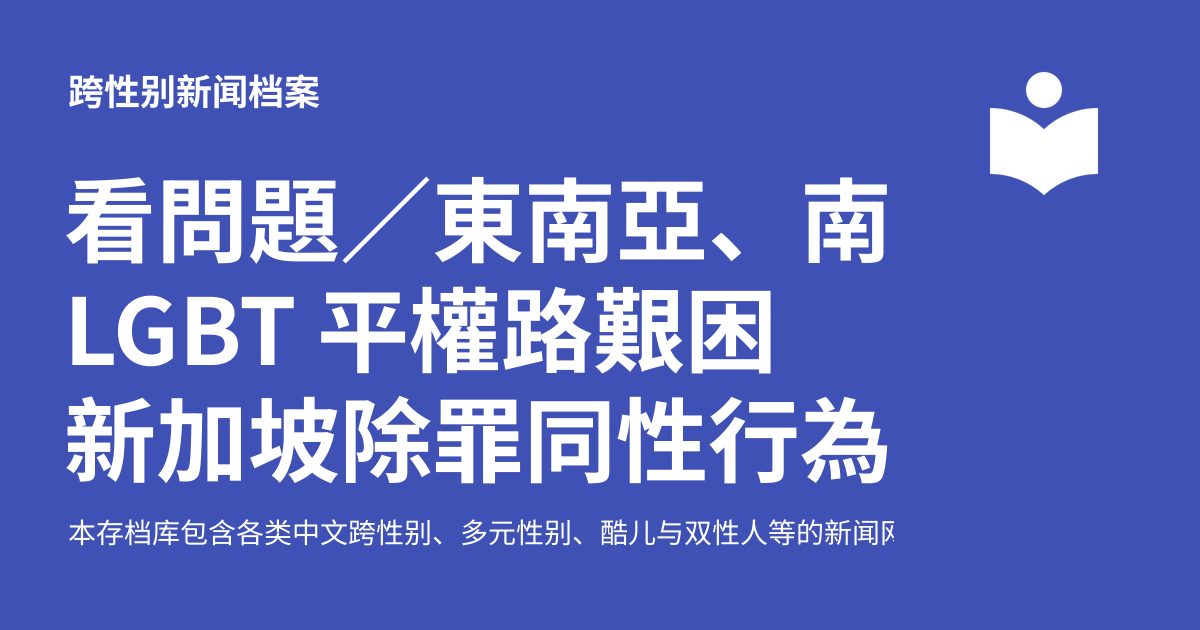 跨性别新闻档案
看問題／東南亞、南
LGBT 平權路艱困
新加坡除罪同性行為
本存档库包含各类中文跨性别、多元性别、酷儿与双性人等的新闻网